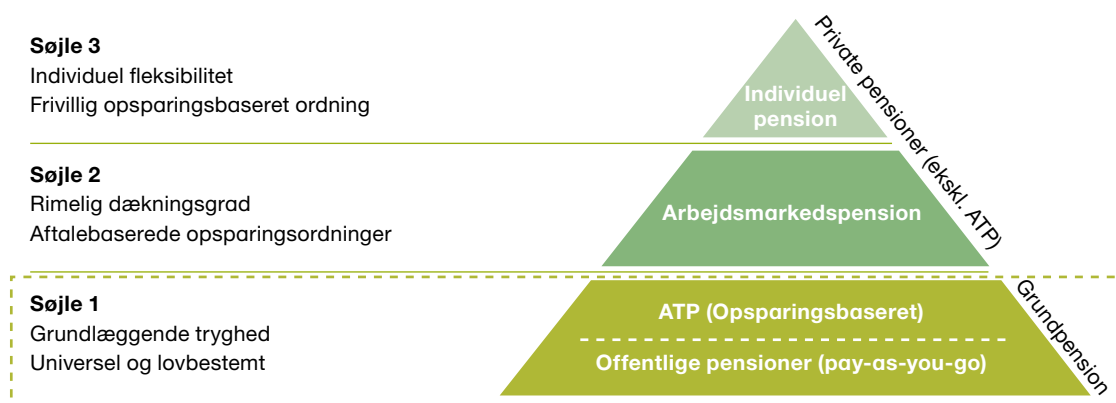 Søjle 3
Individuel fleksibilitet
Frivillig opsparingsbaseret ordning
Individuel
pension
Private pensioner (ekskl. ATP)
Søjle 2
Rimelig dækningsgrad
Aftalebaserede opsparingsordninger
Arbejdsmarkedspension
Søjle 1
Grundlæggende tryghed
Universel og lovbestemt
ATP (Opsparingsbaseret)
Offentlige pensioner (pay-as-you-go)
Grundpension